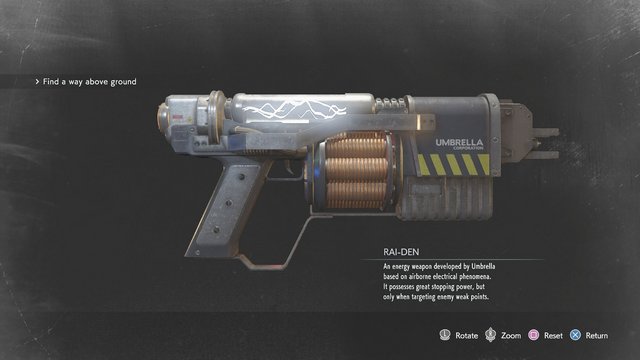 > Find a way above ground
UMBRELLA
CORPORATION
RAI-DEN
An energy weapon developed by Umbrella
based on airborne electrical phenomena.
It possesses great stopping power, but
only when targeting enemy weak points.
L Rotate Zoom Reset Return